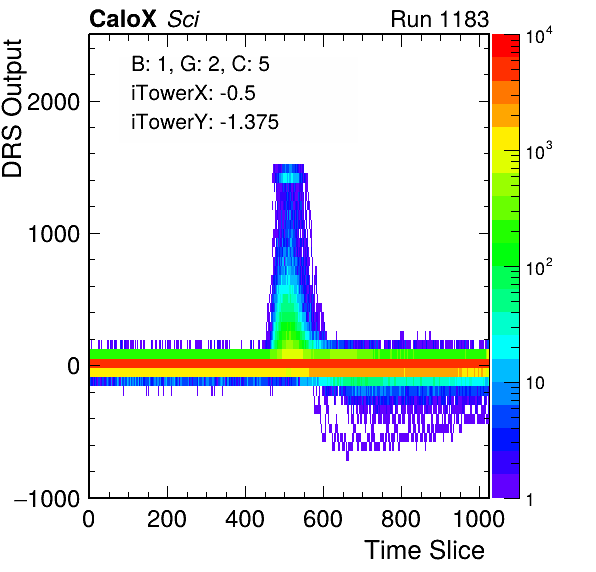 CaloX Sci Run 1183
B: 1, G: 2, C: 5
iTowerX: -0.5
iTowerY: -1.375
DRS Output
2000
1000
0
−1000
0 200 400 600 800 1000
Time Slice
10^4
10^3
10^2
10
1